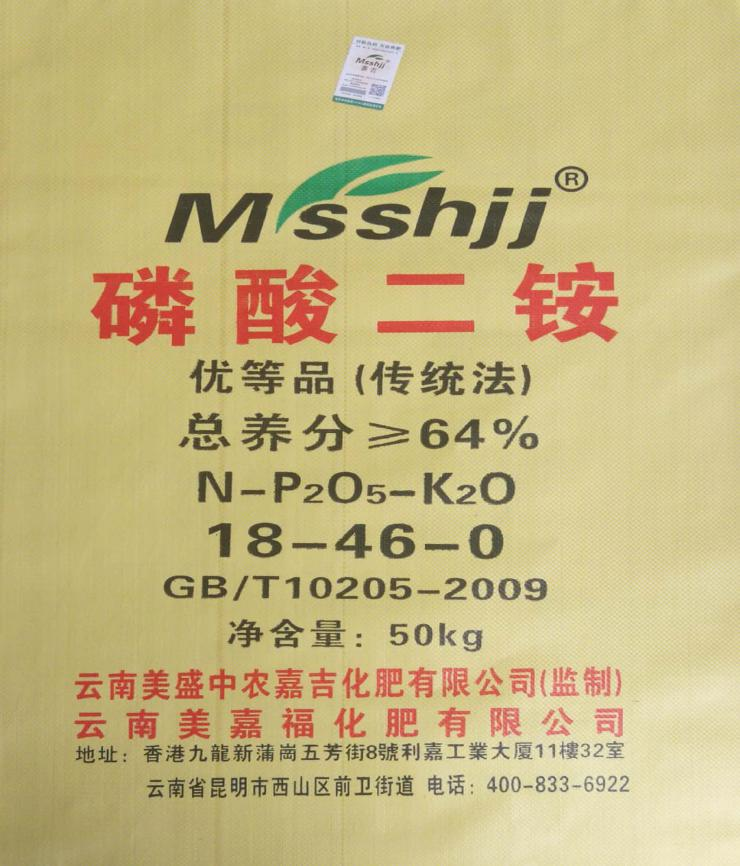 Msshjj
嘉吉
Msshjj®
磷酸二铵
优等品(传统法)
总养分≥64%
N-P2O5-K2O
18-46-0
GB/T10205-2009
净含量:50kg
云南美盛中农嘉吉化肥有限公司(监制)
云南美嘉福化肥有限公司
地址:香港九龍新蒲崗五芳街8號利嘉工業大厦11樓32室
云南省昆明市西山区前卫街道 电话:400-833-6922